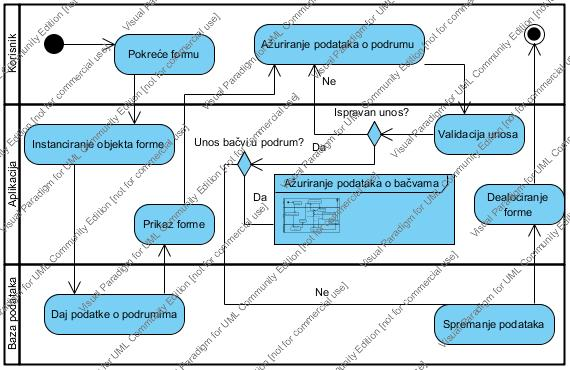 Korisnik
Pokreće formu
Ažuriranje podataka o podrumu
Ne
Aplikacija
Instanciranje objekta forme
Ispravan unos?
Validacija unosa
Unos bačvi u podrum?
Da
Da
Ažuriranje podataka o bačvama
Prikaz forme
Dealociranje
forme
Baza podataka
Daj podatke o podrumima
Ne
Spremanje podataka
Visual Paradigm for UML Community Edition [not for commercial use]